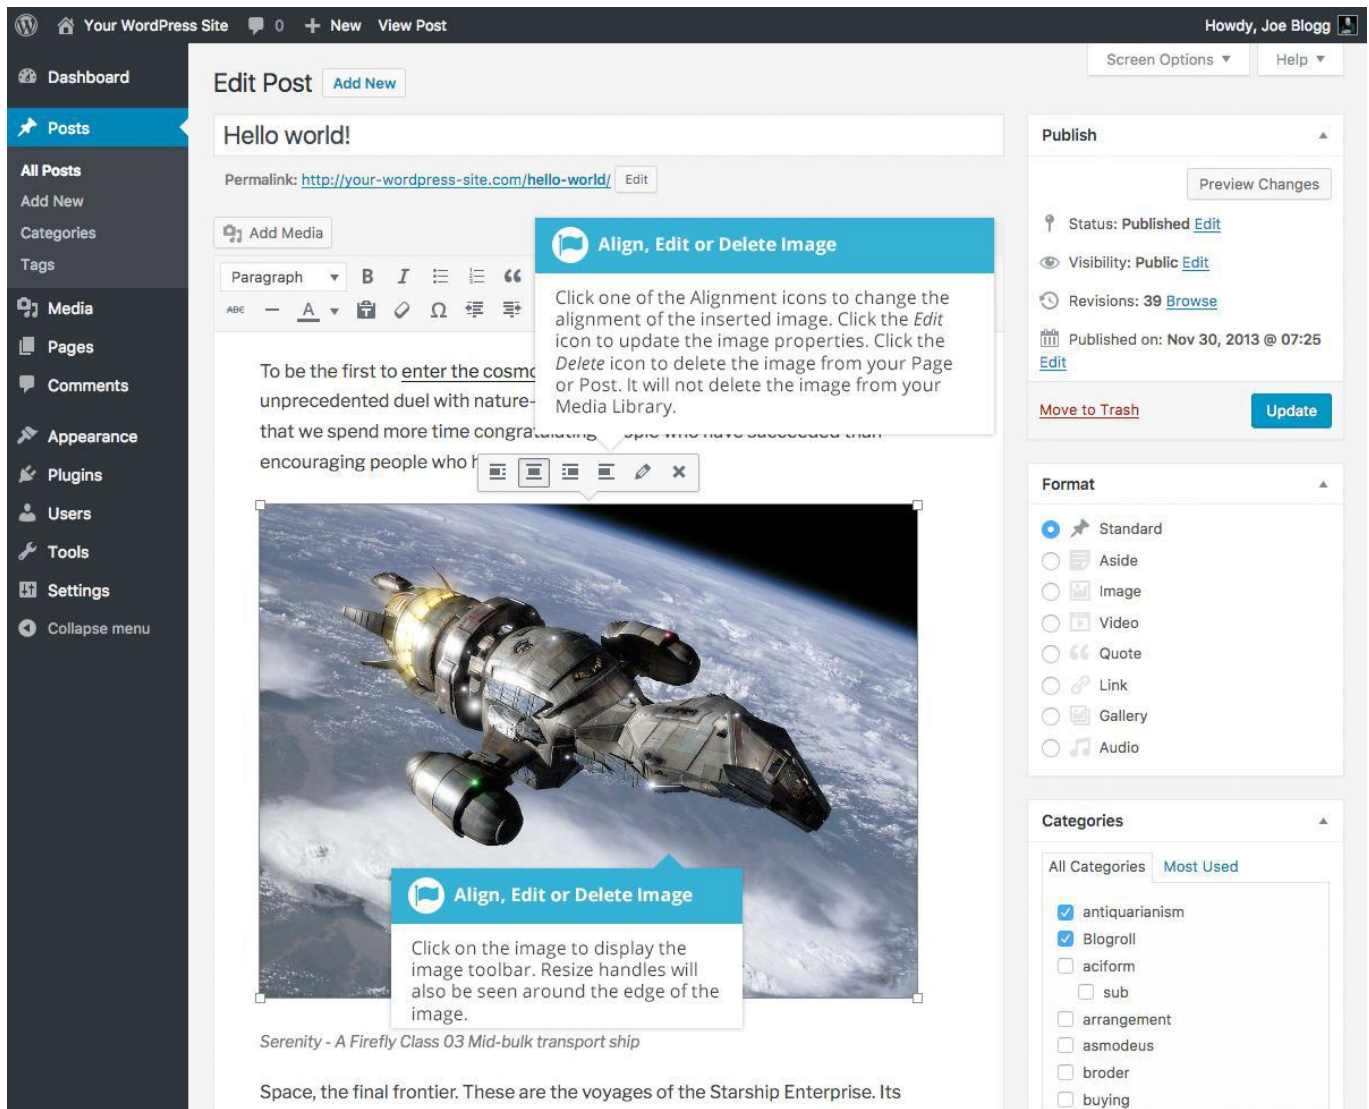 Your WordPress Site 0 + New View Post Howdy, Joe Blogg
Screen Options Help
Dashboard
Posts
All Posts
Add New
Categories
Tags
Media
Pages
Comments
Appearance
Plugins
Users
Tools
Settings
Collapse menu
Edit Post Add New
Hello world!
Permalink: http://your-wordpress-site.com/hello-world/ Edit
Add Media
Paragraph B I “
ABC — A Ω
Align, Edit or Delete Image
Click one of the Alignment icons to change the
alignment of the inserted image. Click the Edit
icon to update the image properties. Click the
Delete icon to delete the image from your Page
or Post. It will not delete the image from your
Media Library.
To be the first to enter the cosmo
unprecedented duel with nature-
that we spend more time congratulating people who have succeeded than
encouraging people who h
Align, Edit or Delete Image
Click on the image to display the
image toolbar. Resize handles will
also be seen around the edge of the
image.
Serenity - A Firefly Class 03 Mid-bulk transport ship
Space, the final frontier. These are the voyages of the Starship Enterprise. Its
Publish
Preview Changes
Status: Published Edit
Visibility: Public Edit
Revisions: 39 Browse
Published on: Nov 30, 2013 @ 07:25
Edit
Move to Trash Update
Format
Standard
Aside
Image
Video
Quote
Link
Gallery
Audio
Categories
All Categories Most Used
antiquarianism
Blogroll
aciform
sub
arrangement
asmodeus
broder
buying